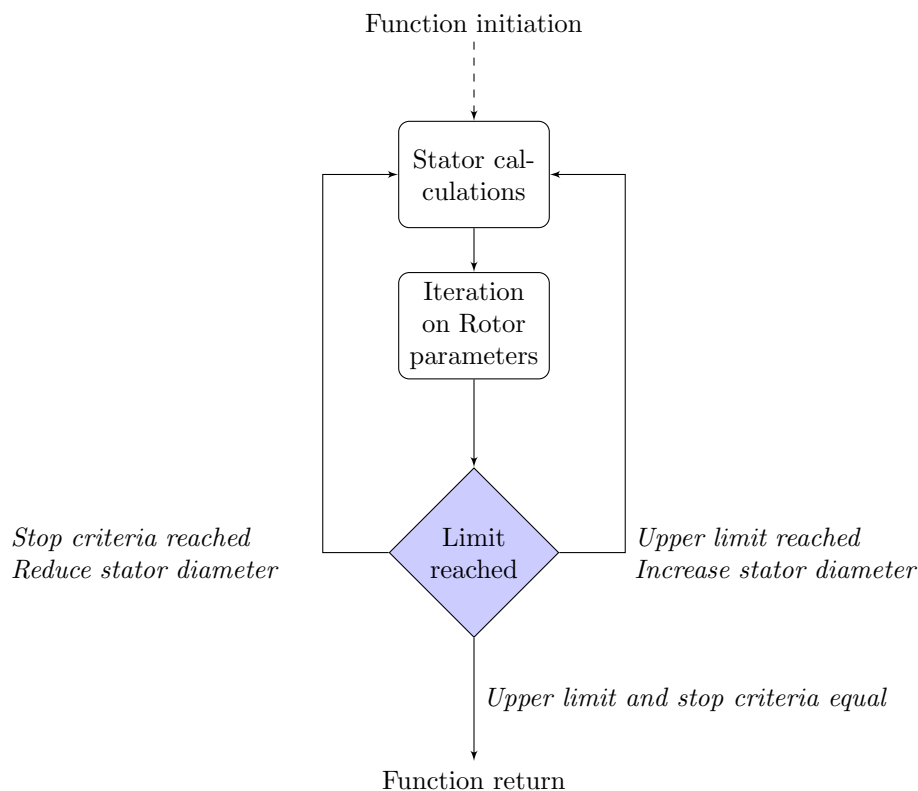 Function initiation
Stator cal-
culations
Iteration
on Rotor
parameters
Stop criteria reached
Reduce stator diameter
Limit
reached
Upper limit reached
Increase stator diameter
Upper limit and stop criteria equal
Function return